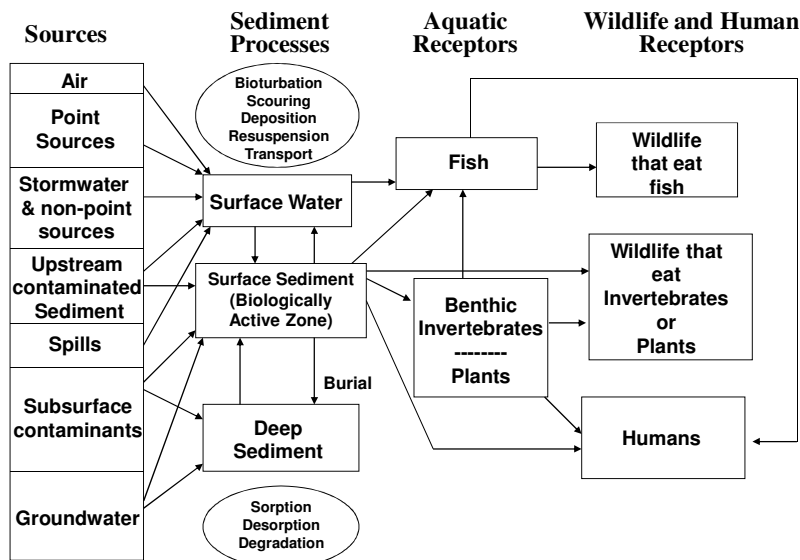 Sources
Sediment
Processes
Aquatic
Receptors
Wildlife and Human
Receptors
Air
Point
Sources
Stormwater
& non-point
sources
Upstream
contaminated
Sediment
Spills
Subsurface
contaminants
Groundwater
Bioturbation
Scouring
Deposition
Resuspension
Transport
Surface Water
Surface Sediment
(Biologically
Active Zone)
Burial
Deep
Sediment
Sorption
Desorption
Degradation
Fish
Benthic
Invertebrates
--------
Plants
Wildlife
that eat
fish
Wildlife that
eat
Invertebrates
or
Plants
Humans